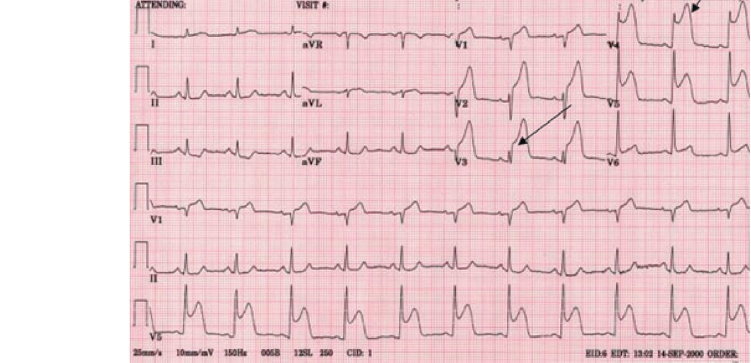 ATTENDING: VISIT #:
I aVR V1 V4
II aVL V2 V5
III aVF V3 V6
V1
II
V5
25mm/s 10mm/mV 150Hz 005B 12SL 250 CID: 1 EID:6 EDT: 13:02 14-SEP-2000 ORDER: